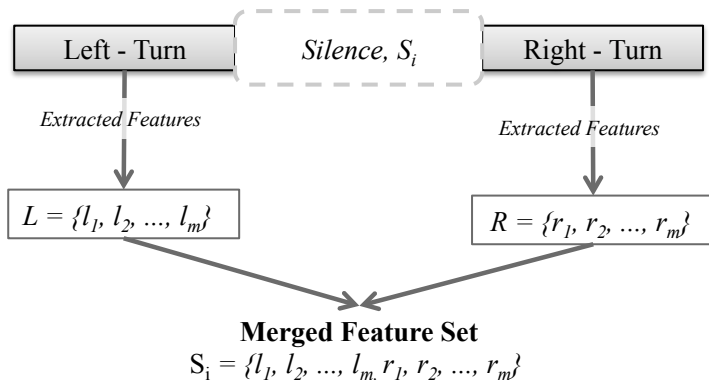 Left - Turn
Silence, Sᵢ
Right - Turn
Extracted Features
Extracted Features
L = {l₁, l₂, ..., lₘ}
R = {r₁, r₂, ..., rₘ}
Merged Feature Set
Sᵢ = {l₁, l₂, ..., lₘ, r₁, r₂, ..., rₘ}